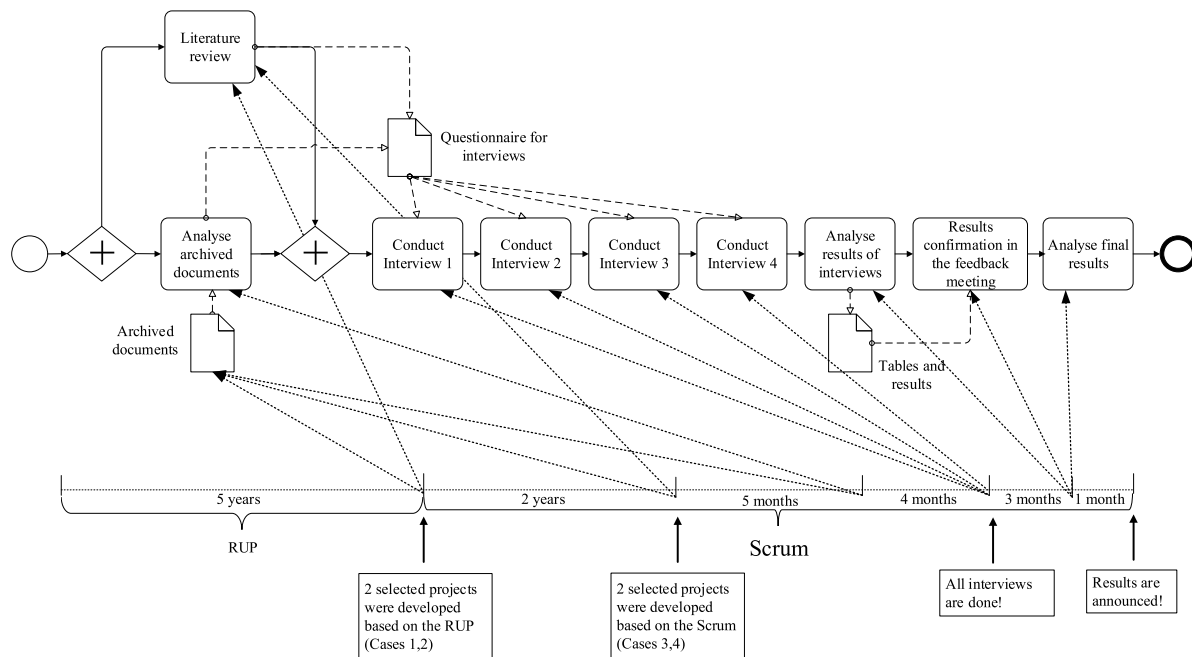 Literature
review
Questionnaire for
interviews
Analyse
archived
documents
Conduct
Interview 1
Conduct
Interview 2
Conduct
Interview 3
Conduct
Interview 4
Analyse
results of
interviews
Results
confirmation in
the feedback
meeting
Analyse final
results
Archived
documents
Tables and
results
5 years
2 years
5 months
4 months
3 months
1 month
RUP
Scrum
2 selected projects
were developed
based on the RUP
(Cases 1,2)
2 selected projects
were developed
based on the Scrum
(Cases 3,4)
All interviews
are done!
Results are
announced!